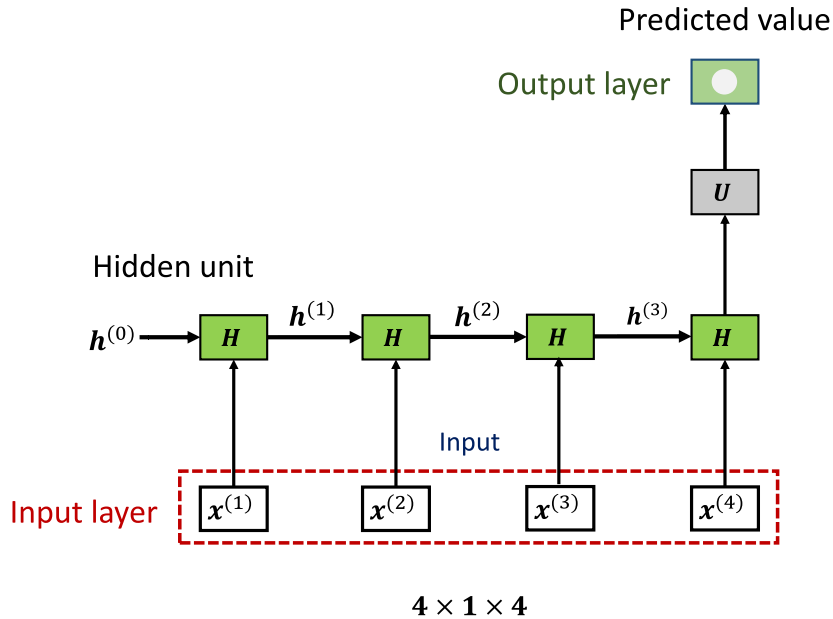 Predicted value
Output layer
U
Hidden unit
h⁽⁰⁾ H h⁽¹⁾ H h⁽²⁾ H h⁽³⁾ H
Input
Input layer x⁽¹⁾ x⁽²⁾ x⁽³⁾ x⁽⁴⁾
4 × 1 × 4